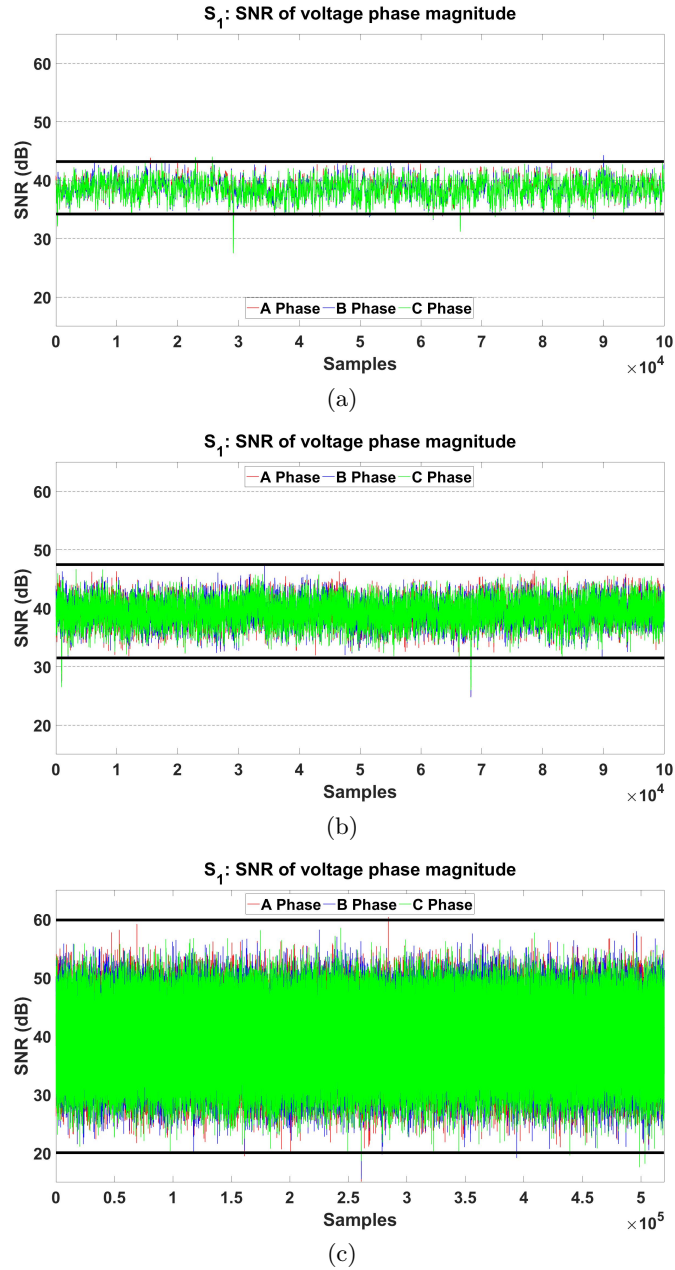 S1: SNR of voltage phase magnitude
60
50
40
30
20
SNR (dB)
A Phase B Phase C Phase
0 1 2 3 4 5 6 7 8 9 10
Samples
×10^4
(a)
S1: SNR of voltage phase magnitude
A Phase B Phase C Phase
60
50
40
30
20
SNR (dB)
0 1 2 3 4 5 6 7 8 9 10
Samples
×10^4
(b)
S1: SNR of voltage phase magnitude
A Phase B Phase C Phase
60
50
40
30
20
SNR (dB)
0 0.5 1 1.5 2 2.5 3 3.5 4 4.5 5
Samples
×10^5
(c)